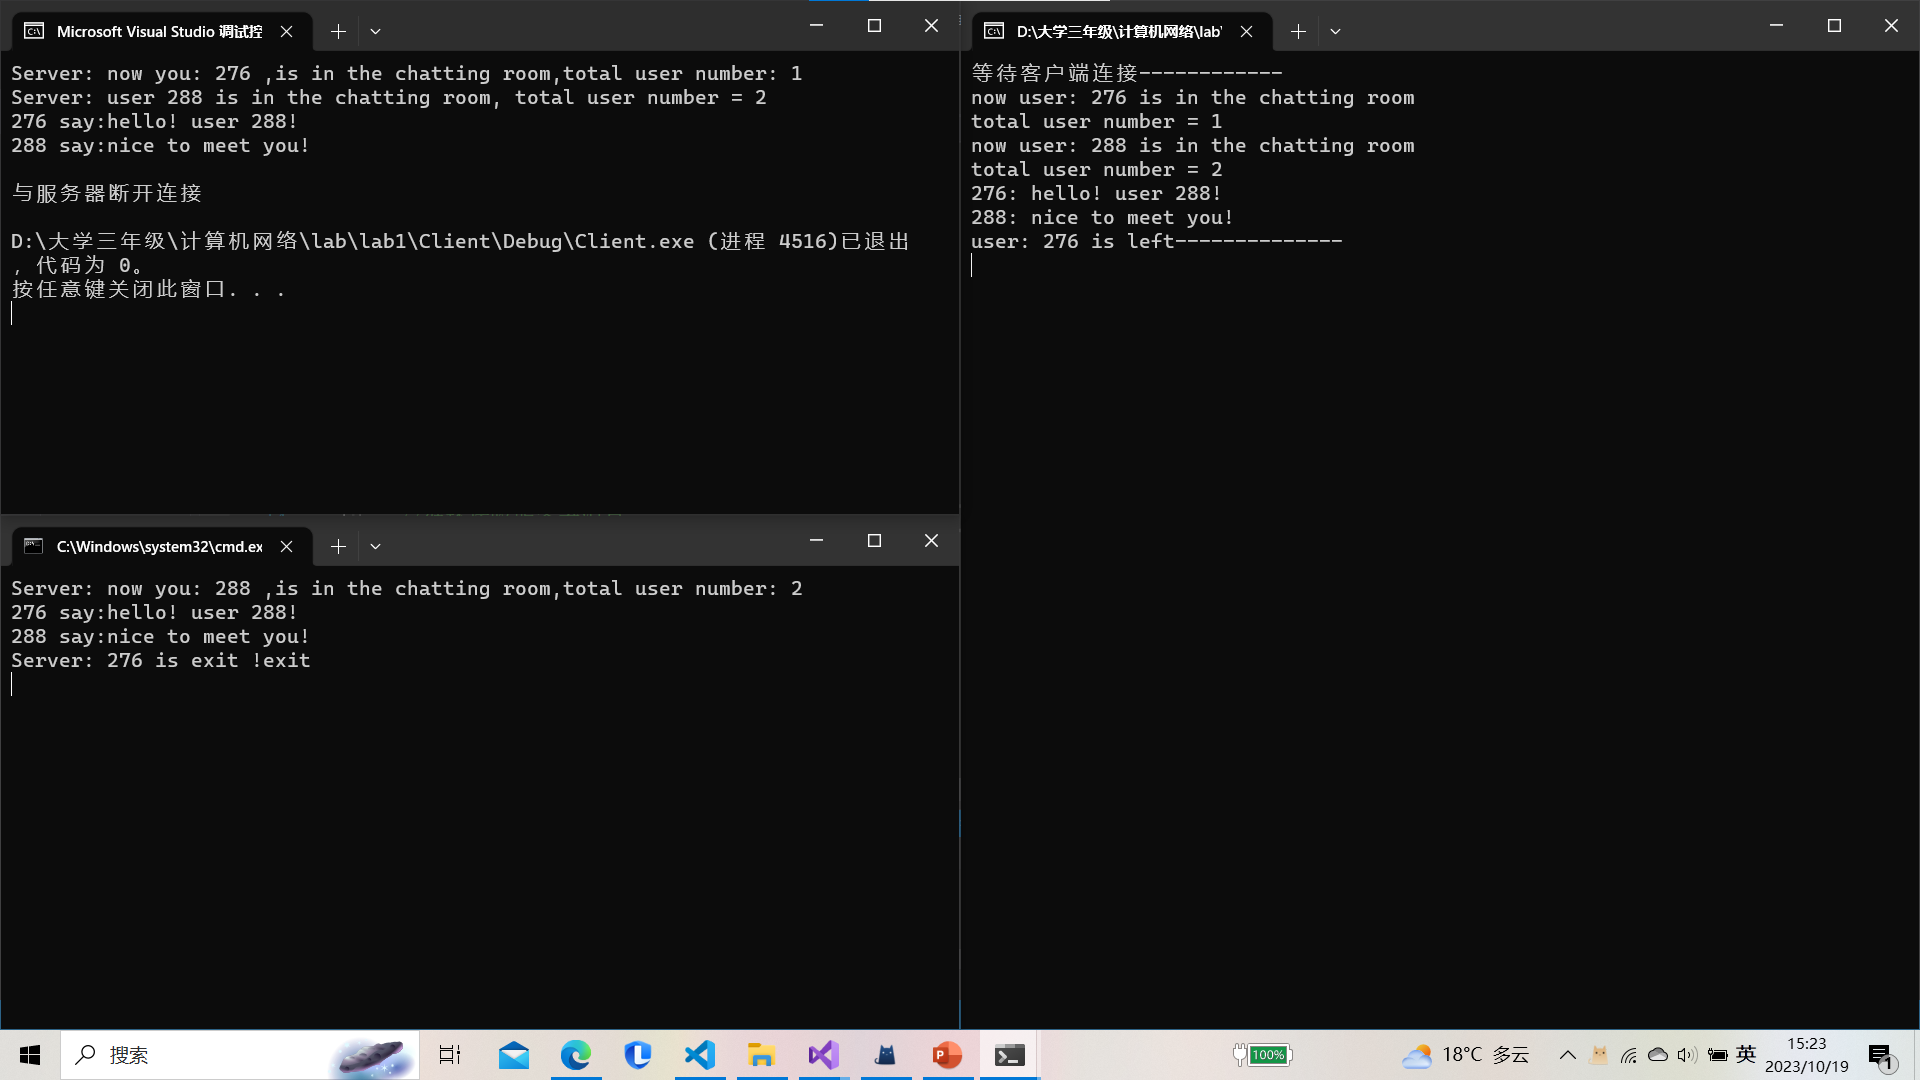 Microsoft Visual Studio 调试控
Server: now you: 276 ,is in the chatting room,total user number: 1
Server: user 288 is in the chatting room, total user number = 2
276 say:hello! user 288!
288 say:nice to meet you!
与服务器断开连接
D:\大学三年级\计算机网络\lab\lab1\Client\Debug\Client.exe (进程 4516)已退出
，代码为 0。
按任意键关闭此窗口. . .
D:\大学三年级\计算机网络\lab
等待客户端连接------------
now user: 276 is in the chatting room
total user number = 1
now user: 288 is in the chatting room
total user number = 2
276: hello! user 288!
288: nice to meet you!
user: 276 is left--------------
C:\Windows\system32\cmd.ex
Server: now you: 288 ,is in the chatting room,total user number: 2
276 say:hello! user 288!
288 say:nice to meet you!
Server: 276 is exit !exit
搜索
100%
18°C 多云
英
15:23
2023/10/19
1